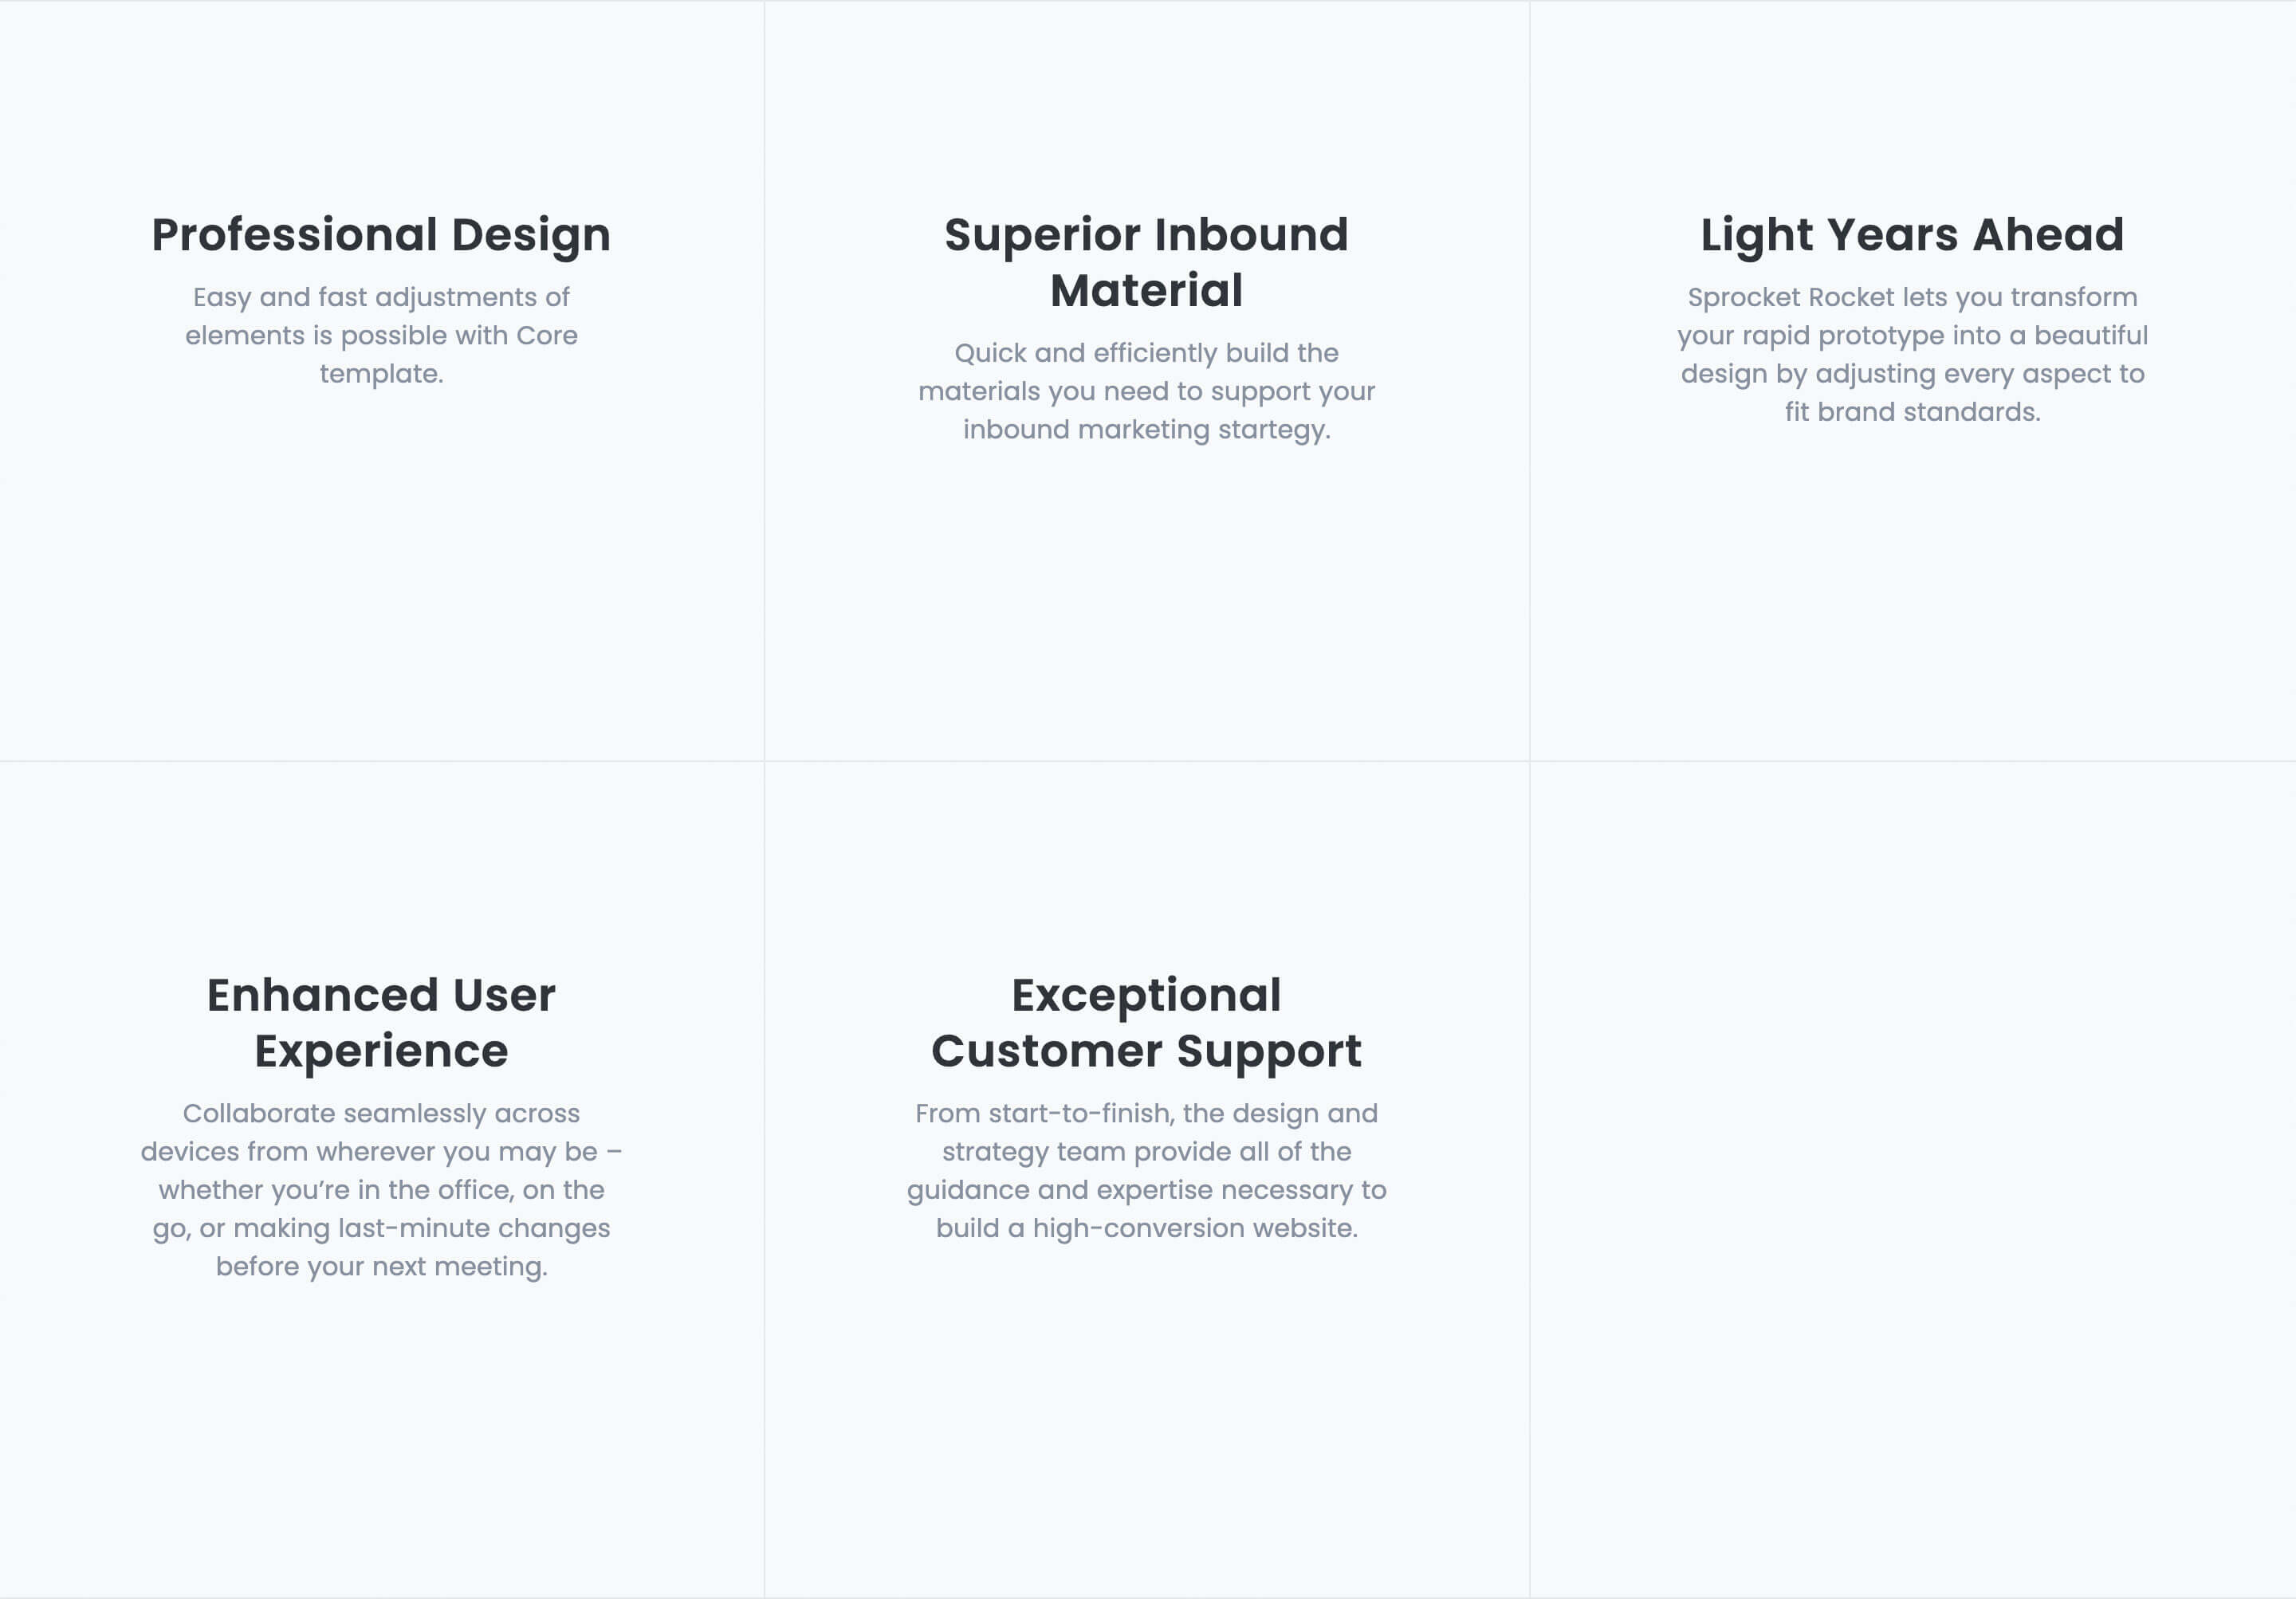 Professional Design
Easy and fast adjustments of
elements is possible with Core
template.
Superior Inbound
Material
Quick and efficiently build the
materials you need to support your
inbound marketing startegy.
Light Years Ahead
Sprocket Rocket lets you transform
your rapid prototype into a beautiful
design by adjusting every aspect to
fit brand standards.
Enhanced User
Experience
Collaborate seamlessly across
devices from wherever you may be –
whether you’re in the office, on the
go, or making last-minute changes
before your next meeting.
Exceptional
Customer Support
From start-to-finish, the design and
strategy team provide all of the
guidance and expertise necessary to
build a high-conversion website.